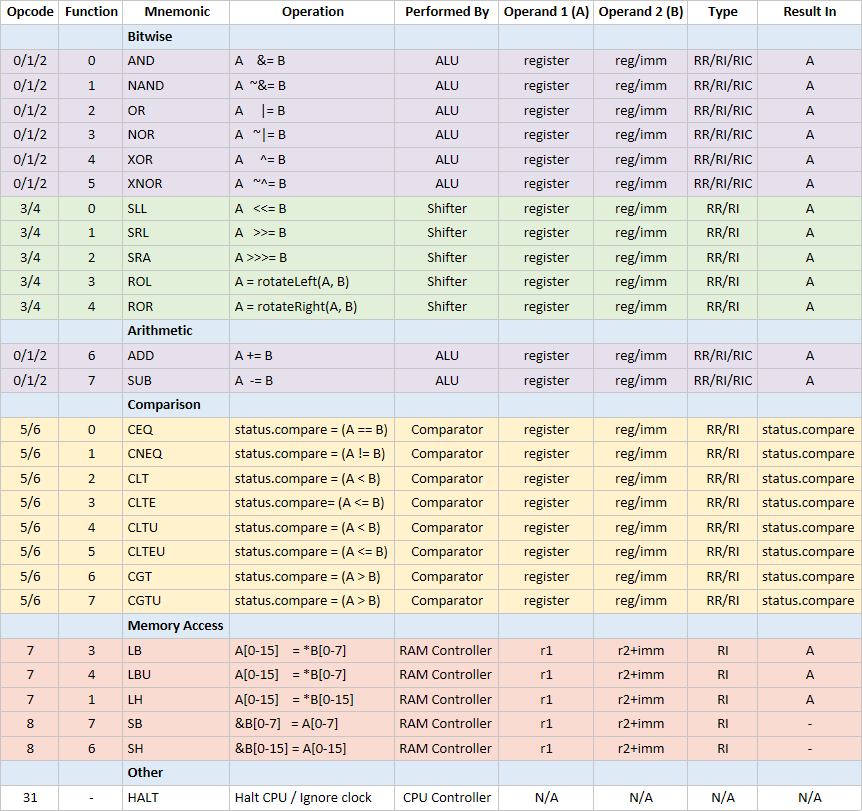 Opcode Function Mnemonic Operation Performed By Operand 1 (A) Operand 2 (B) Type Result In
Bitwise
0/1/2 0 AND A &= B ALU register reg/imm RR/RI/RIC A
0/1/2 1 NAND A ~&= B ALU register reg/imm RR/RI/RIC A
0/1/2 2 OR A |= B ALU register reg/imm RR/RI/RIC A
0/1/2 3 NOR A ~|= B ALU register reg/imm RR/RI/RIC A
0/1/2 4 XOR A ^= B ALU register reg/imm RR/RI/RIC A
0/1/2 5 XNOR A ~^= B ALU register reg/imm RR/RI/RIC A
3/4 0 SLL A <<= B Shifter register reg/imm RR/RI A
3/4 1 SRL A >>= B Shifter register reg/imm RR/RI A
3/4 2 SRA A >>>= B Shifter register reg/imm RR/RI A
3/4 3 ROL A = rotateLeft(A, B) Shifter register reg/imm RR/RI A
3/4 4 ROR A = rotateRight(A, B) Shifter register reg/imm RR/RI A
Arithmetic
0/1/2 6 ADD A += B ALU register reg/imm RR/RI/RIC A
0/1/2 7 SUB A -= B ALU register reg/imm RR/RI/RIC A
Comparison
5/6 0 CEQ status.compare = (A == B) Comparator register reg/imm RR/RI status.compare
5/6 1 CNEQ status.compare = (A != B) Comparator register reg/imm RR/RI status.compare
5/6 2 CLT status.compare = (A < B) Comparator register reg/imm RR/RI status.compare
5/6 3 CLTE status.compare= (A <= B) Comparator register reg/imm RR/RI status.compare
5/6 4 CLTU status.compare = (A < B) Comparator register reg/imm RR/RI status.compare
5/6 5 CLTEU status.compare = (A <= B) Comparator register reg/imm RR/RI status.compare
5/6 6 CGT status.compare = (A > B) Comparator register reg/imm RR/RI status.compare
5/6 7 CGTU status.compare = (A > B) Comparator register reg/imm RR/RI status.compare
Memory Access
7 3 LB A[0-15] = *B[0-7] RAM Controller r1 r2+imm RI A
7 4 LBU A[0-15] = *B[0-7] RAM Controller r1 r2+imm RI A
7 1 LH A[0-15] = *B[0-15] RAM Controller r1 r2+imm RI A
8 7 SB &B[0-7] = A[0-7] RAM Controller r1 r2+imm RI -
8 6 SH &B[0-15] = A[0-15] RAM Controller r1 r2+imm RI -
Other
31 - HALT Halt CPU / Ignore clock CPU Controller N/A N/A N/A N/A